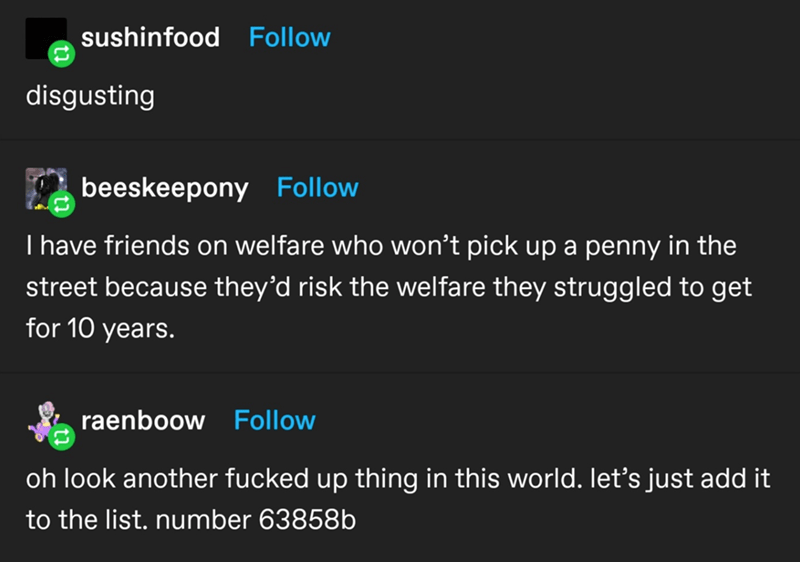 sushinfood Follow
disgusting
beeskeepony Follow
I have friends on welfare who won’t pick up a penny in the
street because they’d risk the welfare they struggled to get
for 10 years.
raenboow Follow
oh look another fucked up thing in this world. let’s just add it
to the list. number 63858b